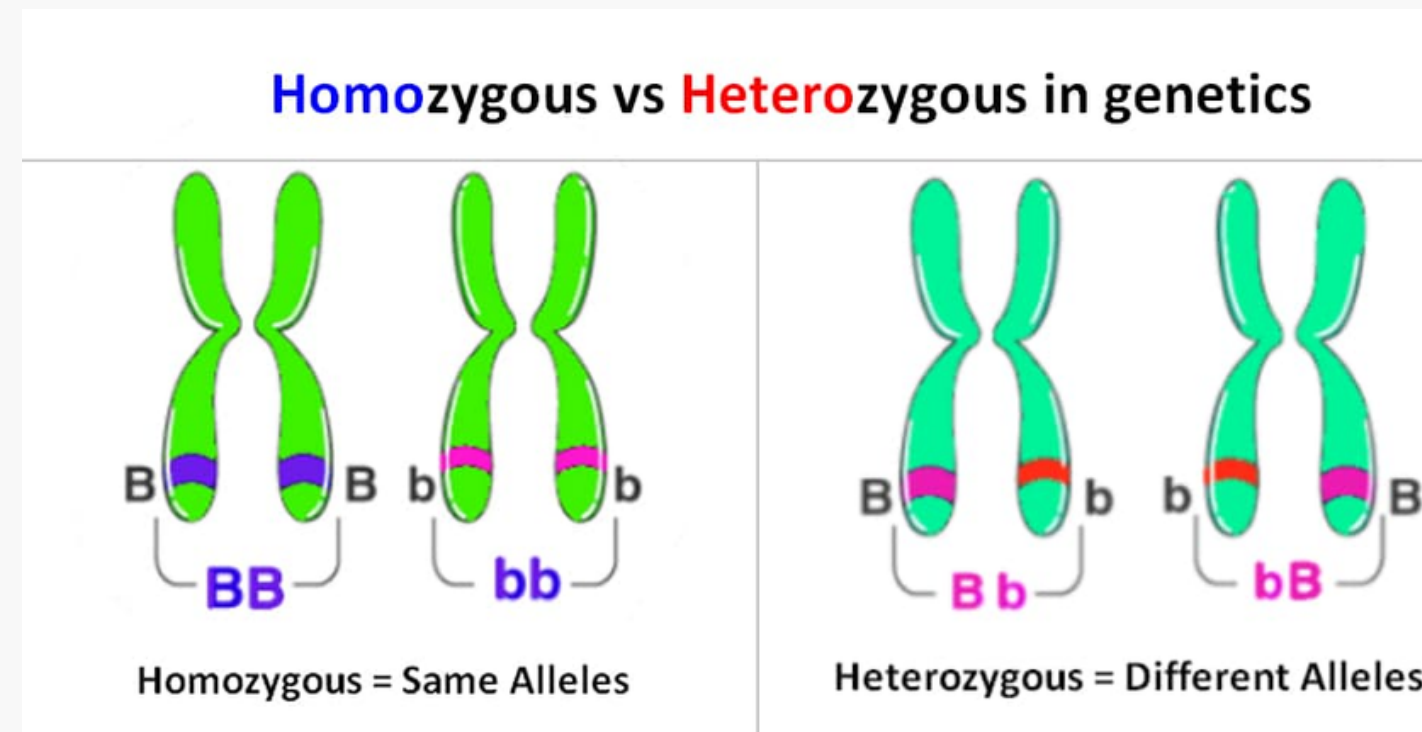 Homozygous vs Heterozygous in genetics
B B b b
BB bb
Homozygous = Same Alleles
B b b B
B b bB
Heterozygous = Different Alleles